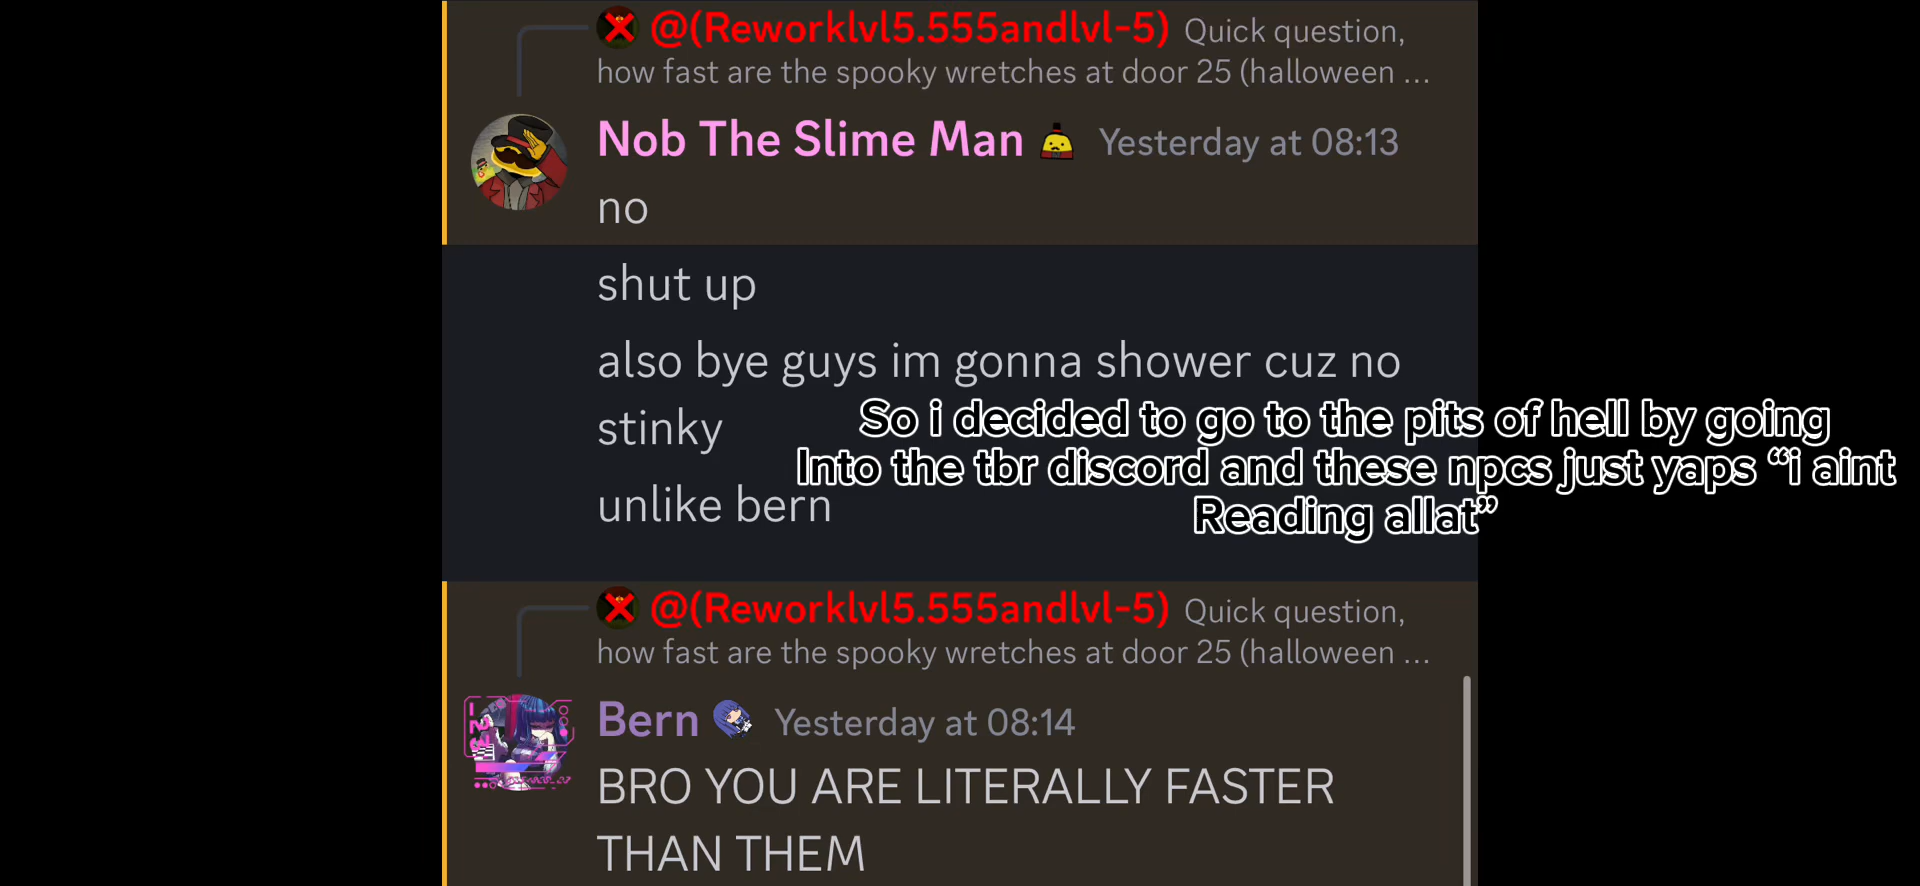 @(Reworklvl5.555andlvl-5) Quick question,
how fast are the spooky wretches at door 25 (halloween ...
Nob The Slime Man Yesterday at 08:13
no
shut up
also bye guys im gonna shower cuz no
stinky
unlike bern
So i decided to go to the pits of hell by going
Into the tbr discord and these npcs just yaps “i aint
Reading allat”
@(Reworklvl5.555andlvl-5) Quick question,
how fast are the spooky wretches at door 25 (halloween ...
Bern Yesterday at 08:14
BRO YOU ARE LITERALLY FASTER
THAN THEM